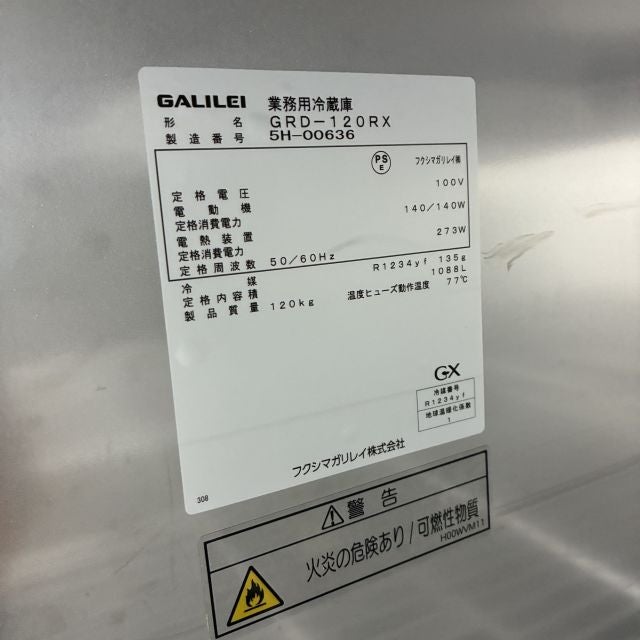 GALILEI 業務用冷蔵庫
形名 GRD-120RX
製造番号 5H-00636
PS E フクシマガリレイ㈱
定格電圧 100V
電動機
定格消費電力 140/140W
電熱装置
定格消費電力 273W
定格周波数 50/60Hz
冷媒 R1234yf 135g
定格内容積 1088L
製品質量 120kg 温度ヒューズ動作温度 77℃
GX
冷媒番号
R1234yf
地球温暖化係数
1
フクシマガリレイ株式会社
308
警告
火炎の危険あり/可燃性物質
H00WVM11